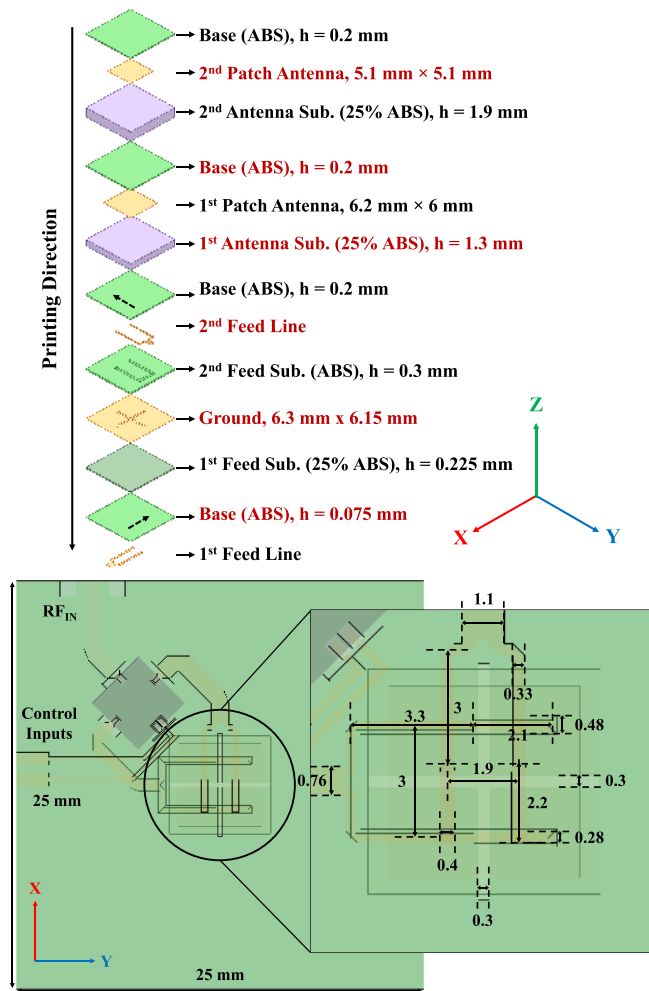 Base (ABS), h = 0.2 mm
2nd Patch Antenna, 5.1 mm × 5.1 mm
2nd Antenna Sub. (25% ABS), h = 1.9 mm
Base (ABS), h = 0.2 mm
1st Patch Antenna, 6.2 mm × 6 mm
1st Antenna Sub. (25% ABS), h = 1.3 mm
Base (ABS), h = 0.2 mm
2nd Feed Line
2nd Feed Sub. (ABS), h = 0.3 mm
Ground, 6.3 mm x 6.15 mm
1st Feed Sub. (25% ABS), h = 0.225 mm
Base (ABS), h = 0.075 mm
1st Feed Line
Printing Direction
Z
X
Y
RFIN
Control
Inputs
25 mm
X
Y
25 mm
1.1
0.33
3
3.3
2.1
0.48
0.76
1.9
0.3
3
2.2
0.28
0.4
0.3